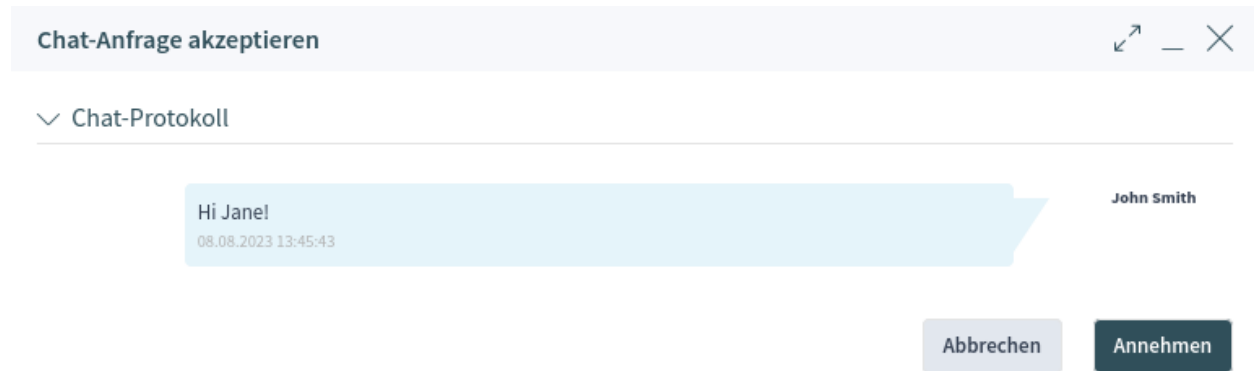 Chat-Anfrage akzeptieren
Chat-Protokoll
Hi Jane!
08.08.2023 13:45:43
John Smith
Abbrechen
Annehmen